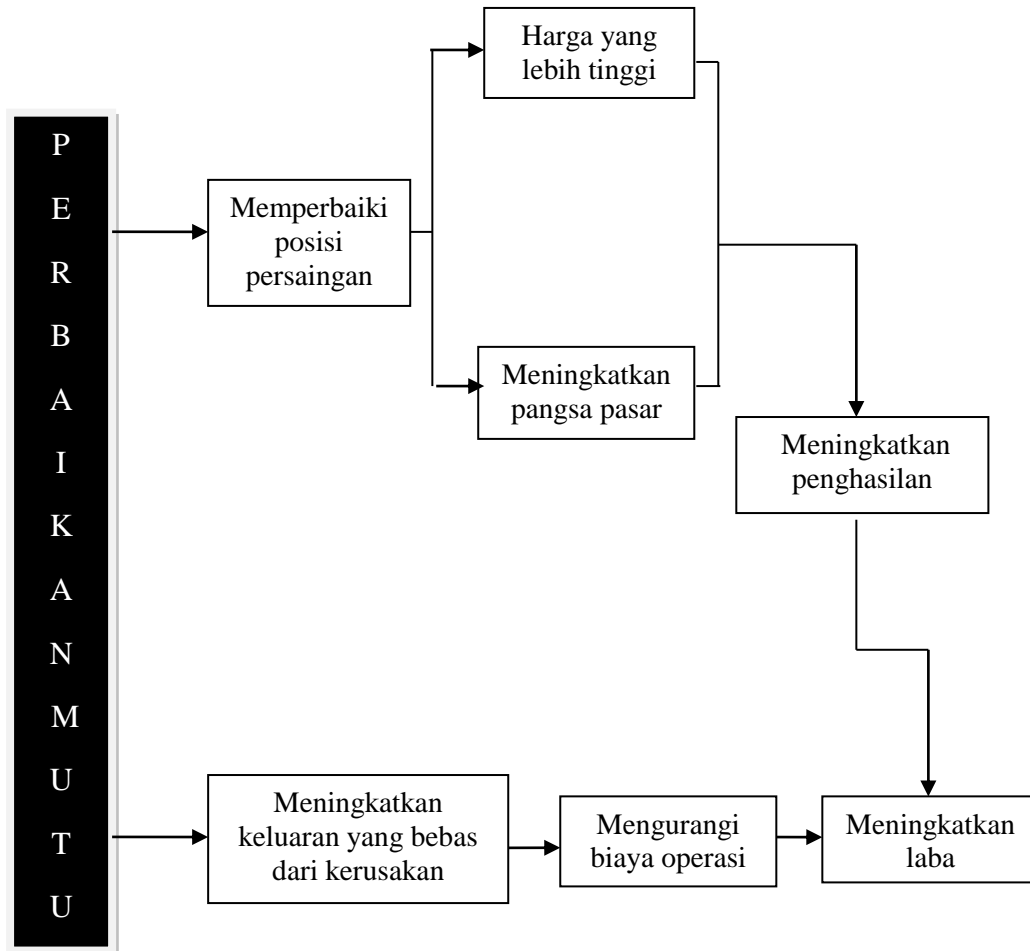 P
E
R
B
A
I
K
A
N
M
U
T
U
Memperbaiki
posisi
persaingan
Harga yang
lebih tinggi
Meningkatkan
pangsa pasar
Meningkatkan
penghasilan
Meningkatkan
keluaran yang bebas
dari kerusakan
Mengurangi
biaya operasi
Meningkatkan
laba